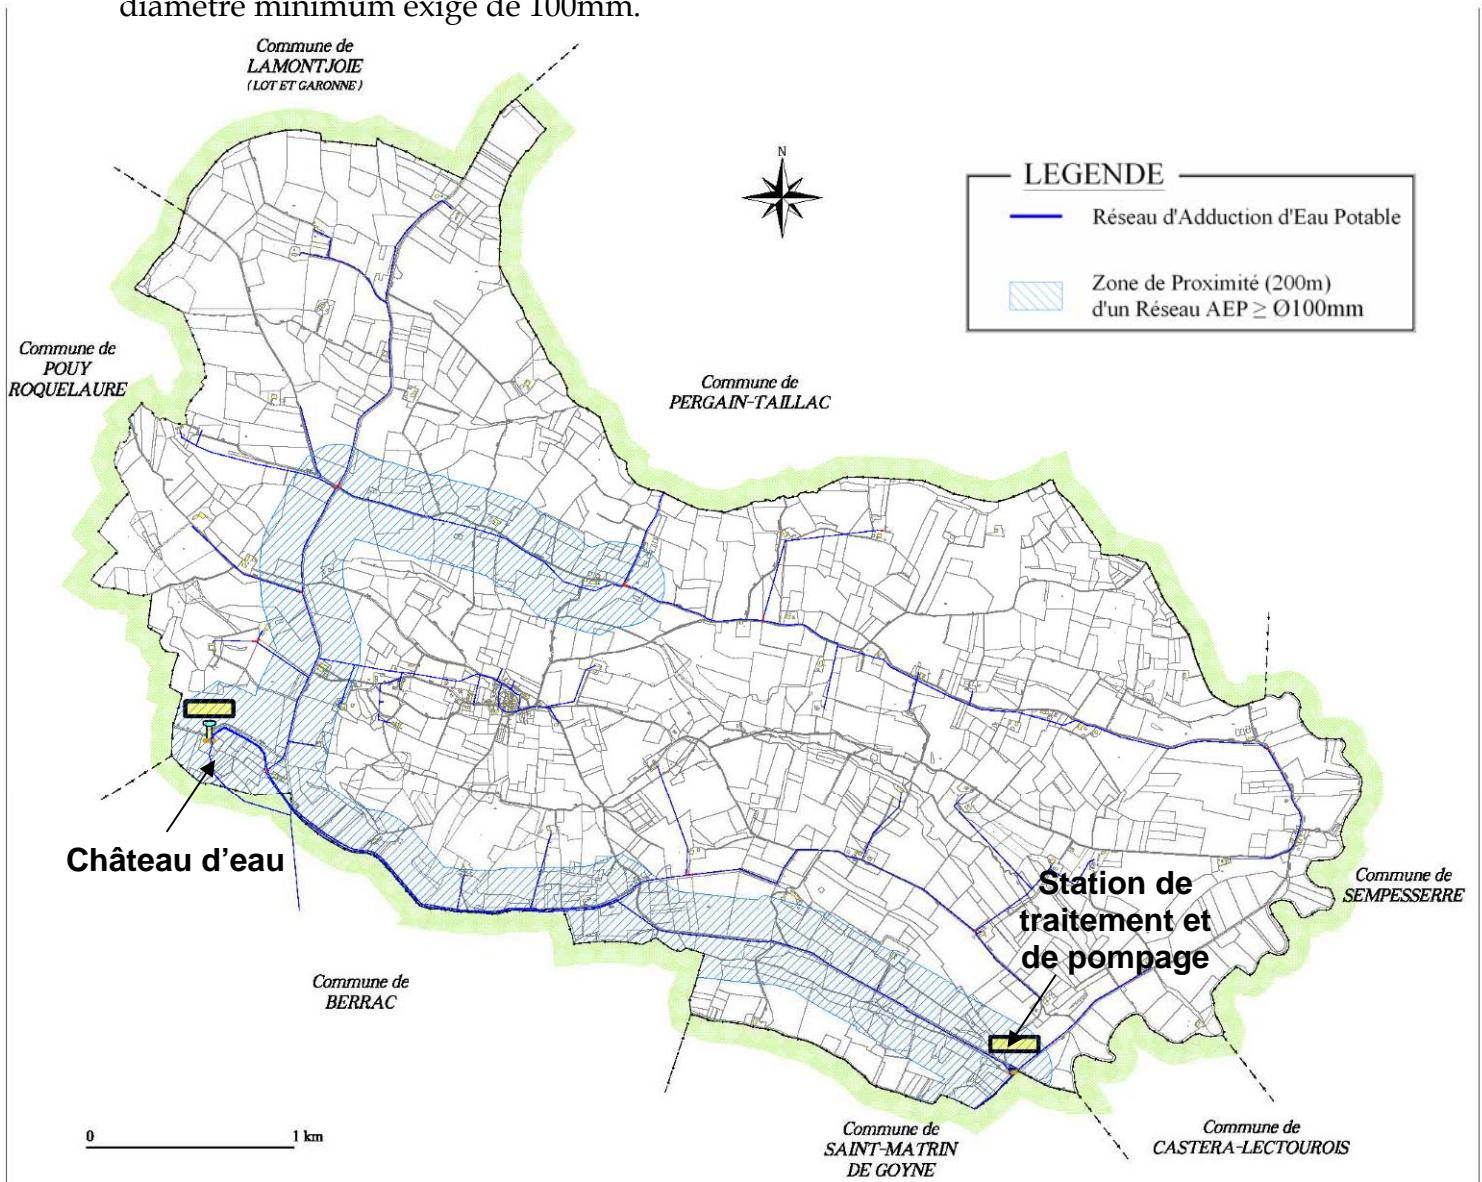 diamètre minimum exigé de 100mm.
Commune de
LAMONTJOIE
(LOT ET GARONNE)
N
LEGENDE
Réseau d'Adduction d'Eau Potable
Zone de Proximité (200m)
d'un Réseau AEP ≥ Ø100mm
Commune de
POUY
ROQUELAURE
Commune de
PERGAIN-TAILLAC
Château d'eau
Station de
traitement et
de pompage
Commune de
SEMPESSERRE
Commune de
BERRAC
0 1 km
Commune de
SAINT-MATRIN
DE GOYNE
Commune de
CASTERA-LECTOUROIS